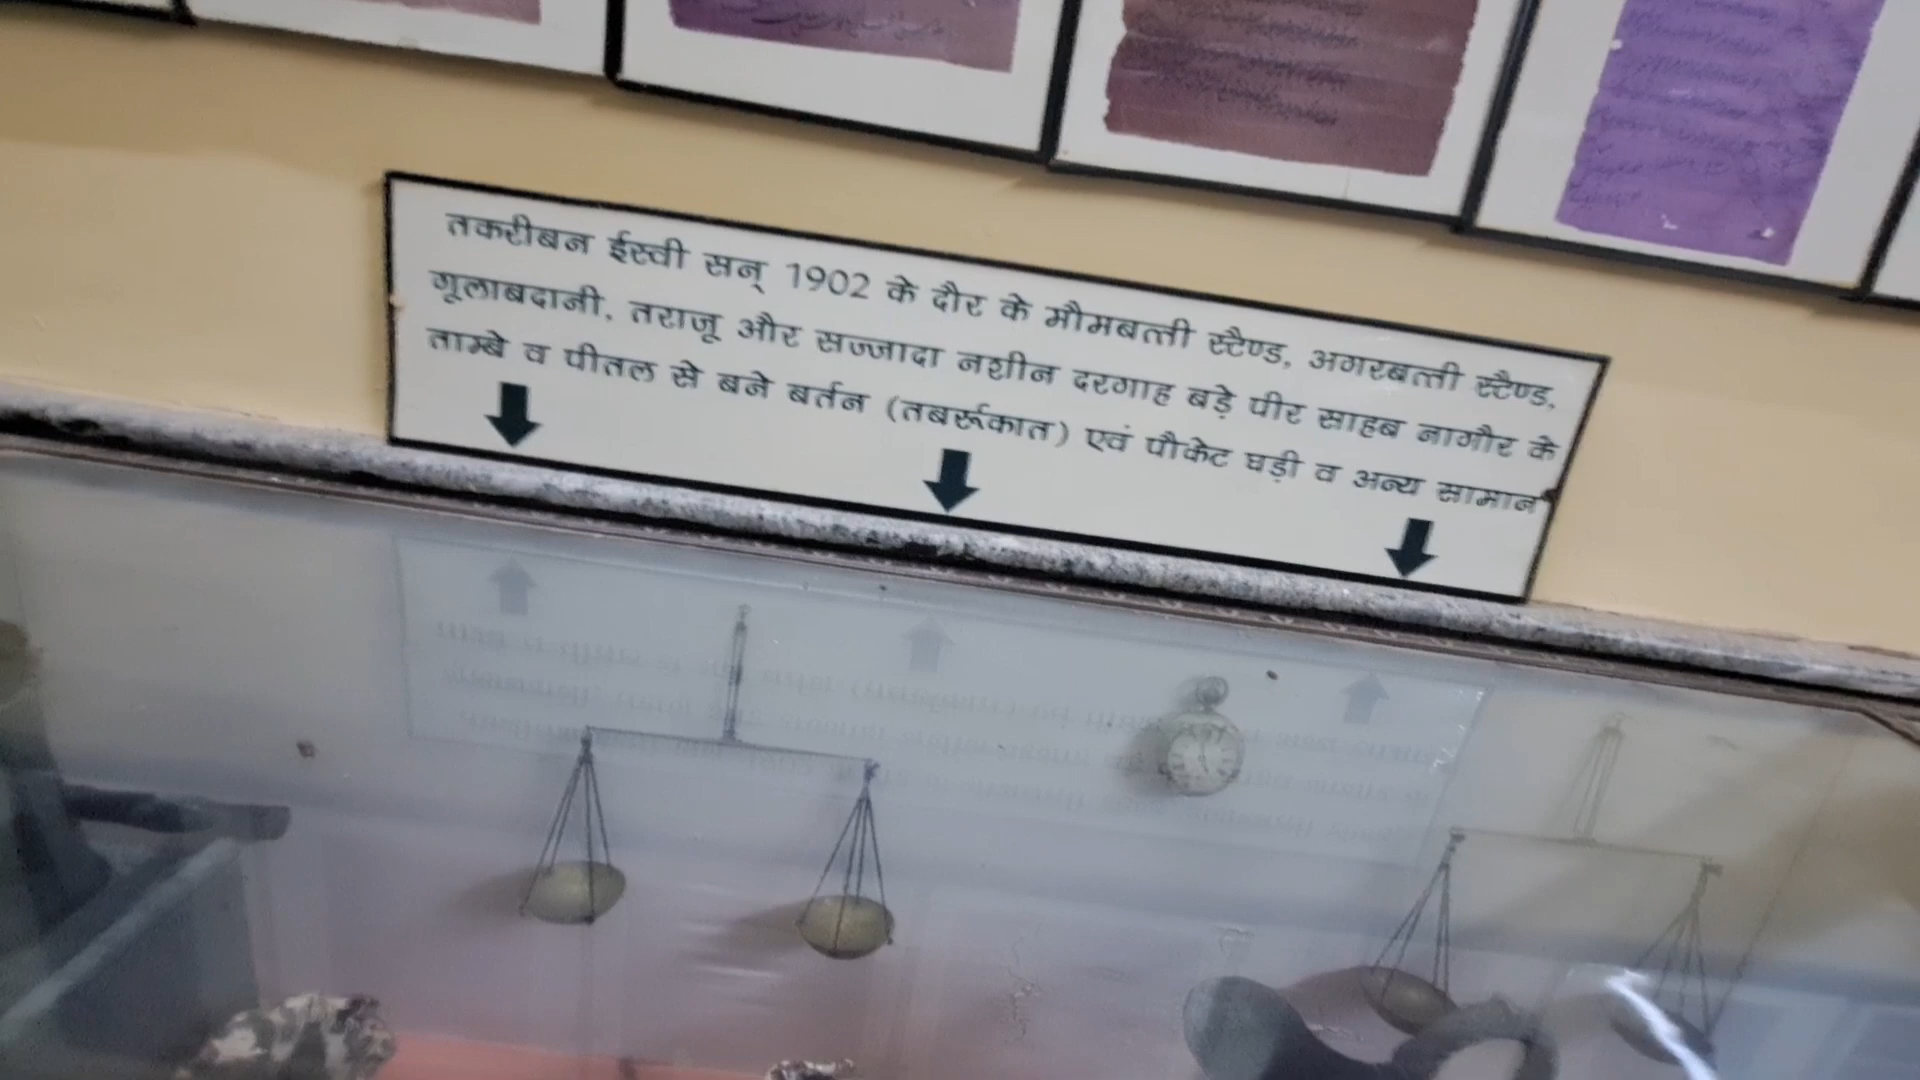 तकरीबन ईस्वी सन् 1902 के दौर के मौमबत्ती स्टैण्ड, अगरबत्ती स्टैण्ड,
गूलाबदानी, तराजू और सज्जादा नशीन दरगाह बड़े पीर साहब नागौर के
ताम्बे व पीतल से बने बर्तन (तबर्रूकात) एवं पौकेट घड़ी व अन्य सामान